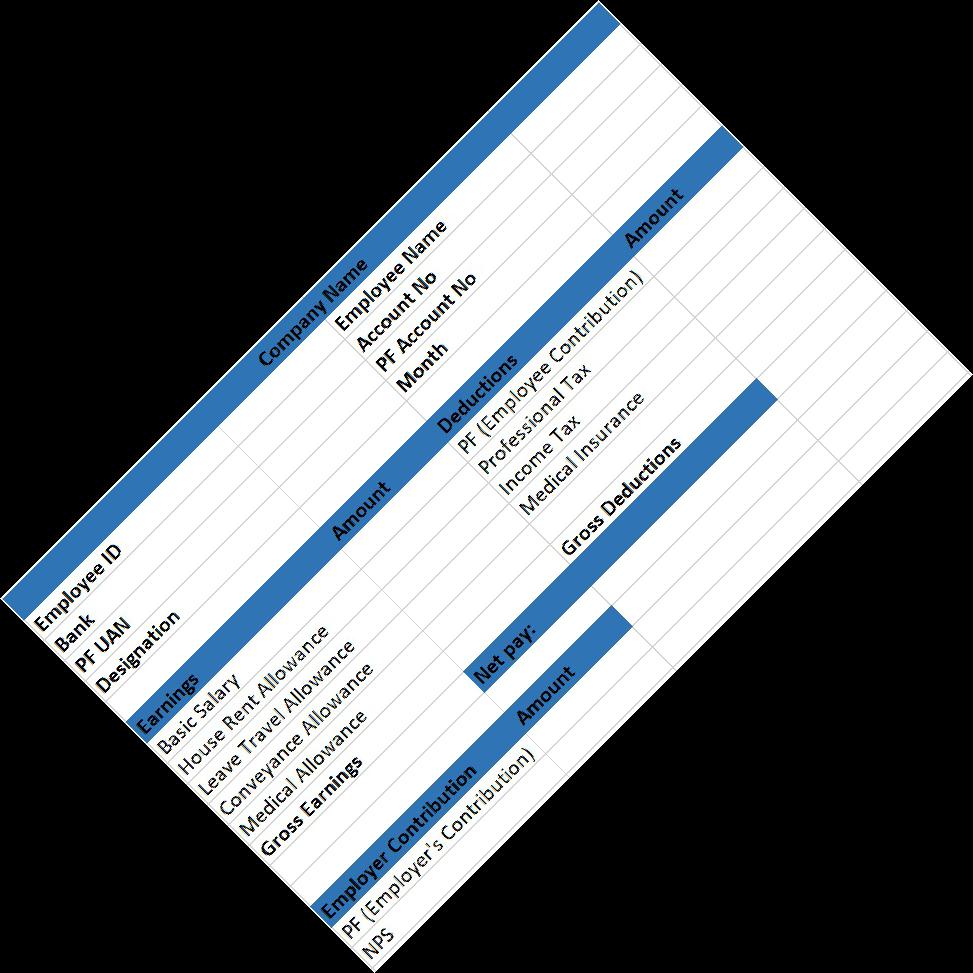 Company Name
Employee ID Employee Name
Bank Account No
PF UAN PF Account No
Designation Month
Earnings Amount Deductions Amount
Basic Salary PF (Employee Contribution)
House Rent Allowance Professional Tax
Leave Travel Allowance Income Tax
Conveyance Allowance Medical Insurance
Medical Allowance
Gross Earnings Gross Deductions
Net pay:
Employer Contribution Amount
PF (Employer's Contribution)
NPS